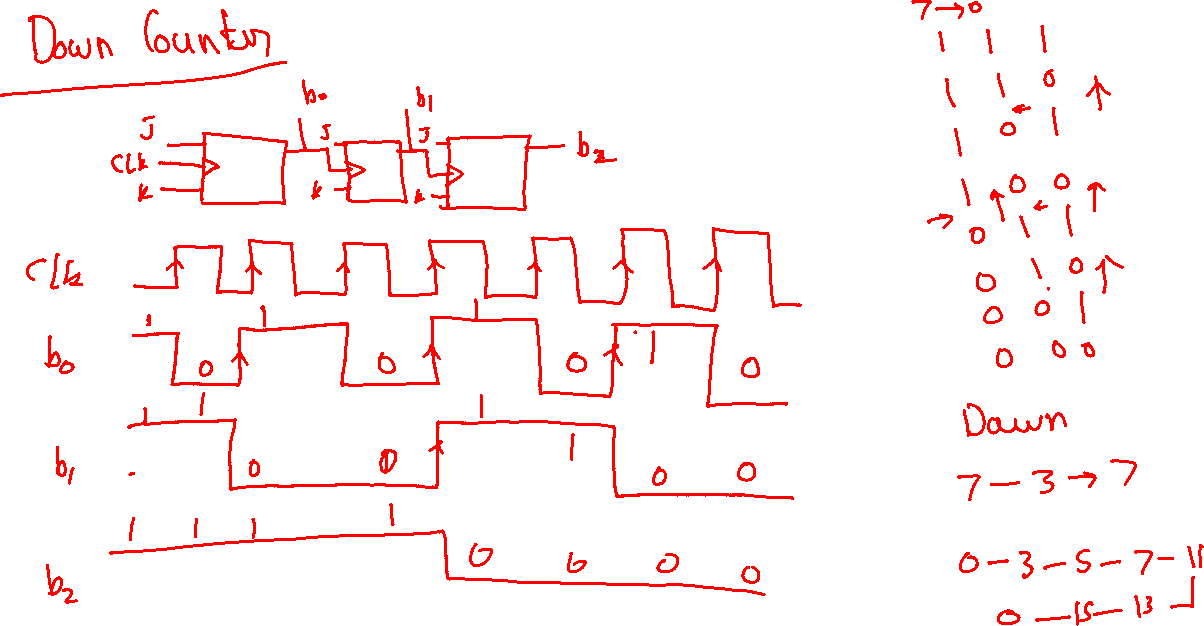 Down Counter
7 → 0
1 1 1
1 1 0 ↑
1 0 ← 1
1 ↑ 0 0 ↑
→ 0 1 ← 1
0 1 0 ↑
0 0 1
0 0 0
b₀ b₁
J J J
CLK b₂
K K K
CLK
b₀ 1 0 1 0 1 0 1 0
b₁ 1 1 0 0 1 1 0 0
b₂ 1 1 1 1 0 0 0 0
Dawn
7 — 3 → 7
0 — 3 — 5 — 7 — 11
0 — 15 — 13